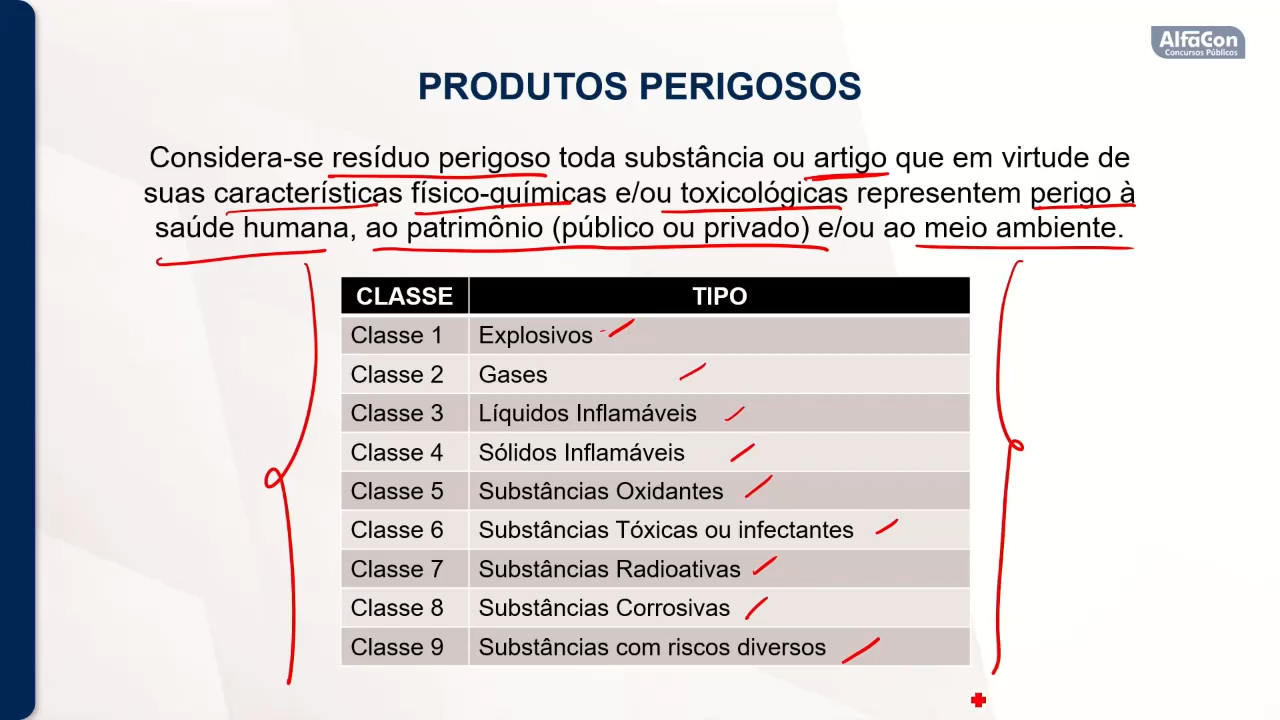 AlfaCon
Concursos Públicos
PRODUTOS PERIGOSOS
Considera-se resíduo perigoso toda substância ou artigo que em virtude de
suas características físico-químicas e/ou toxicológicas representem perigo à
saúde humana, ao patrimônio (público ou privado) e/ou ao meio ambiente.
CLASSE TIPO
Classe 1 Explosivos
Classe 2 Gases
Classe 3 Líquidos Inflamáveis
Classe 4 Sólidos Inflamáveis
Classe 5 Substâncias Oxidantes
Classe 6 Substâncias Tóxicas ou infectantes
Classe 7 Substâncias Radioativas
Classe 8 Substâncias Corrosivas
Classe 9 Substâncias com riscos diversos